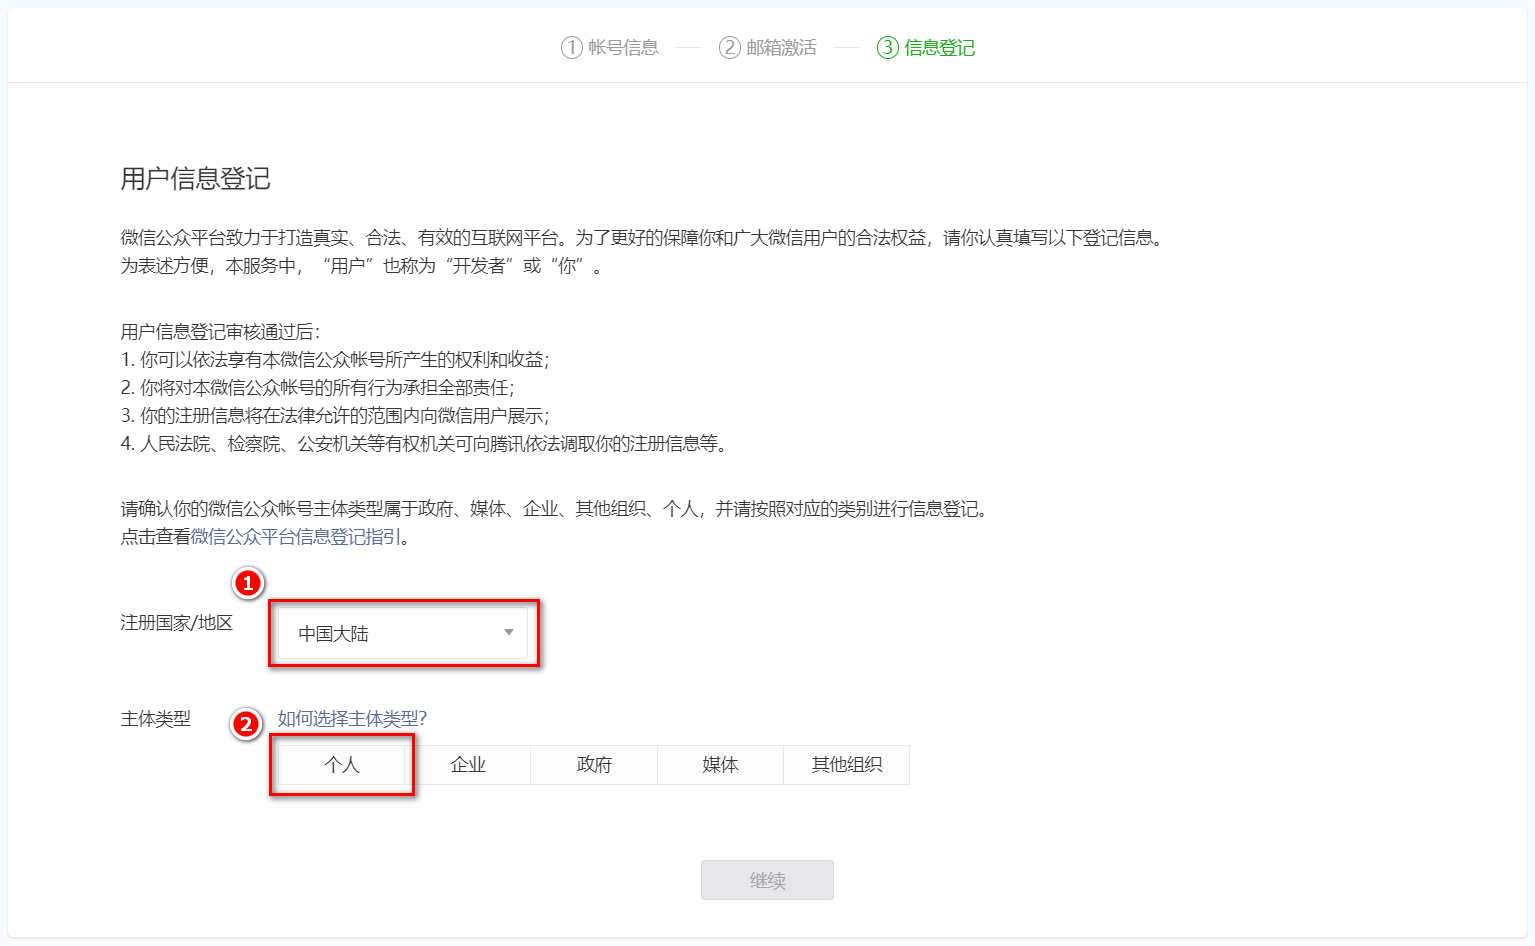 ① 帐号信息 ② 邮箱激活 ③ 信息登记
用户信息登记
微信公众平台致力于打造真实、合法、有效的互联网平台。为了更好的保障你和广大微信用户的合法权益，请你认真填写以下登记信息。
为表述方便，本服务中，“用户”也称为“开发者”或“你”。
用户信息登记审核通过后：
1. 你可以依法享有本微信公众帐号所产生的权利和收益；
2. 你将对本微信公众帐号的所有行为承担全部责任；
3. 你的注册信息将在法律允许的范围内向微信用户展示；
4. 人民法院、检察院、公安机关等有权机关可向腾讯依法调取你的注册信息等。
请确认你的微信公众帐号主体类型属于政府、媒体、企业、其他组织、个人，并请按照对应的类别进行信息登记。
点击查看微信公众平台信息登记指引。
1
注册国家/地区 中国大陆
主体类型 2 如何选择主体类型?
个人 企业 政府 媒体 其他组织
继续